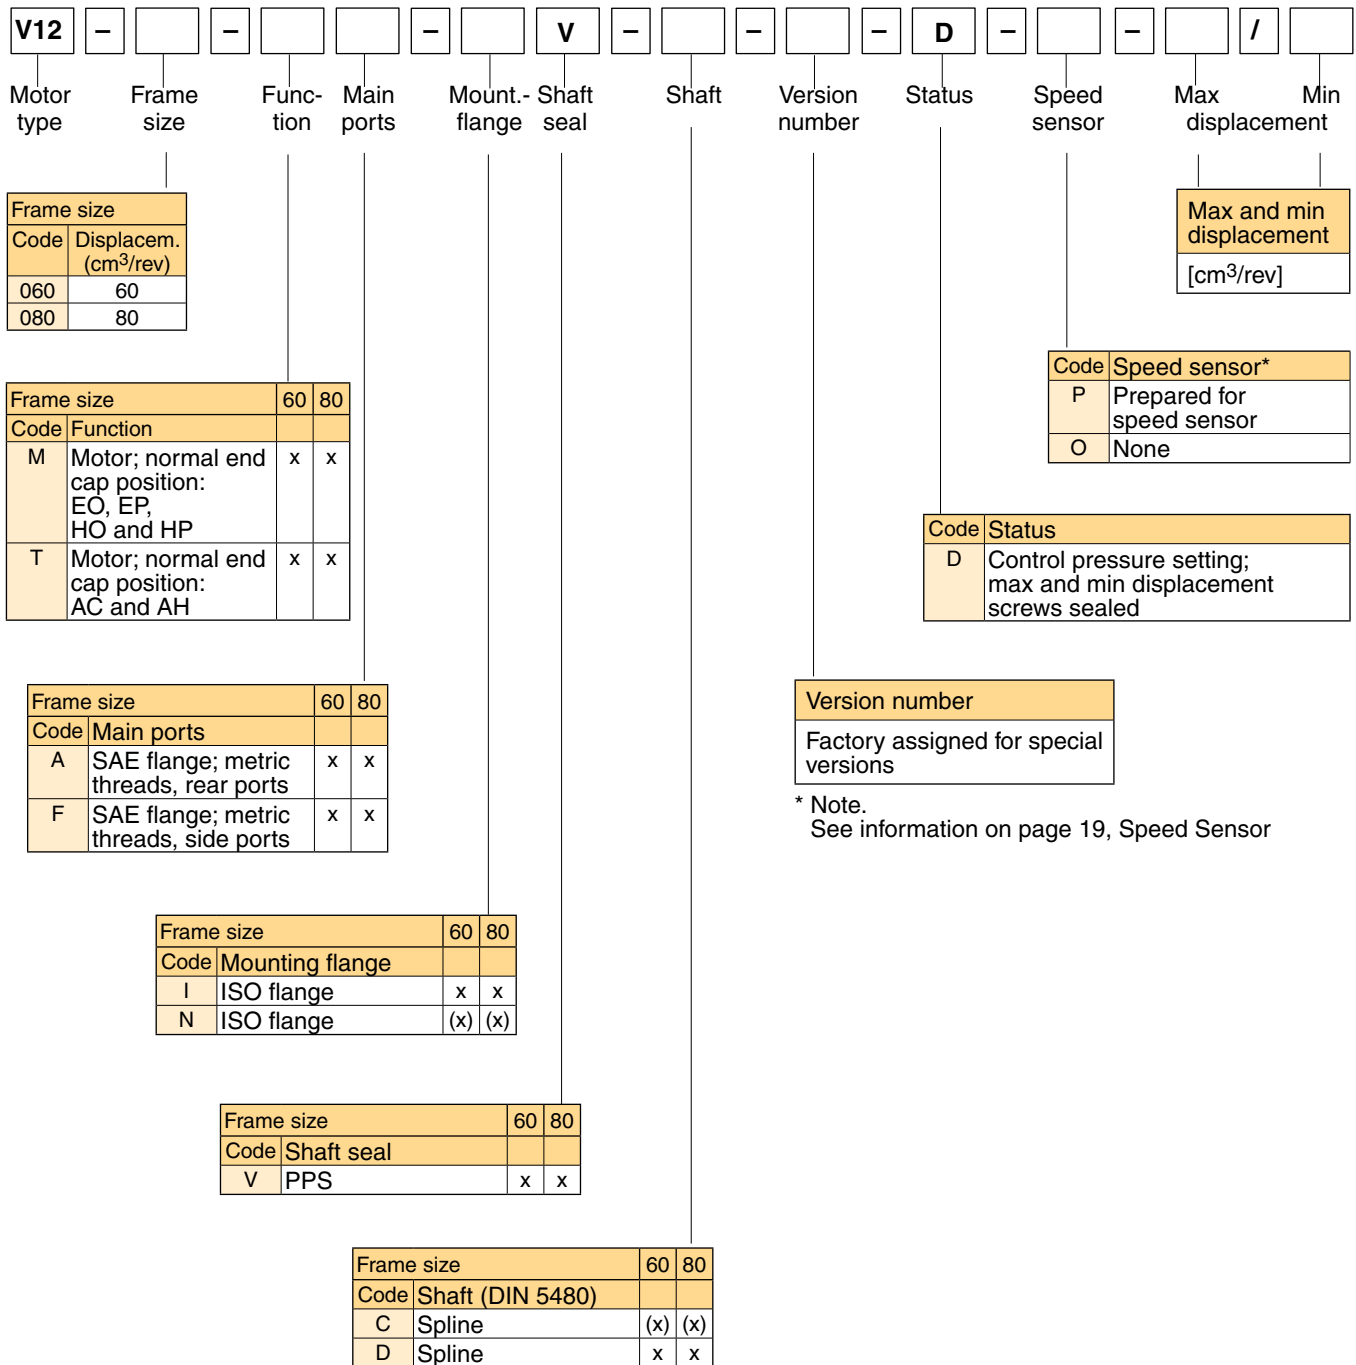 V12 – – – V – – – D – – /
Motor type
Frame size
Func-tion
Main ports
Mount.-flange
Shaft seal
Shaft
Version number
Status
Speed sensor
Max Min displacement
Frame size
Code Displacem. (cm3/rev)
060 60
080 80
Max and min displacement
[cm3/rev]
Code Speed sensor*
P Prepared for speed sensor
O None
Frame size 60 80
Code Function
M Motor; normal end x x
cap position:
EO, EP,
HO and HP
T Motor; normal end x x
cap position:
AC and AH
Code Status
D Control pressure setting;
max and min displacement
screws sealed
Frame size 60 80
Code Main ports
A SAE flange; metric x x
threads, rear ports
F SAE flange; metric x x
threads, side ports
Version number
Factory assigned for special
versions
* Note.
See information on page 19, Speed Sensor
Frame size 60 80
Code Mounting flange
I ISO flange x x
N ISO flange (x) (x)
Frame size 60 80
Code Shaft seal
V PPS x x
Frame size 60 80
Code Shaft (DIN 5480)
C Spline (x) (x)
D Spline x x